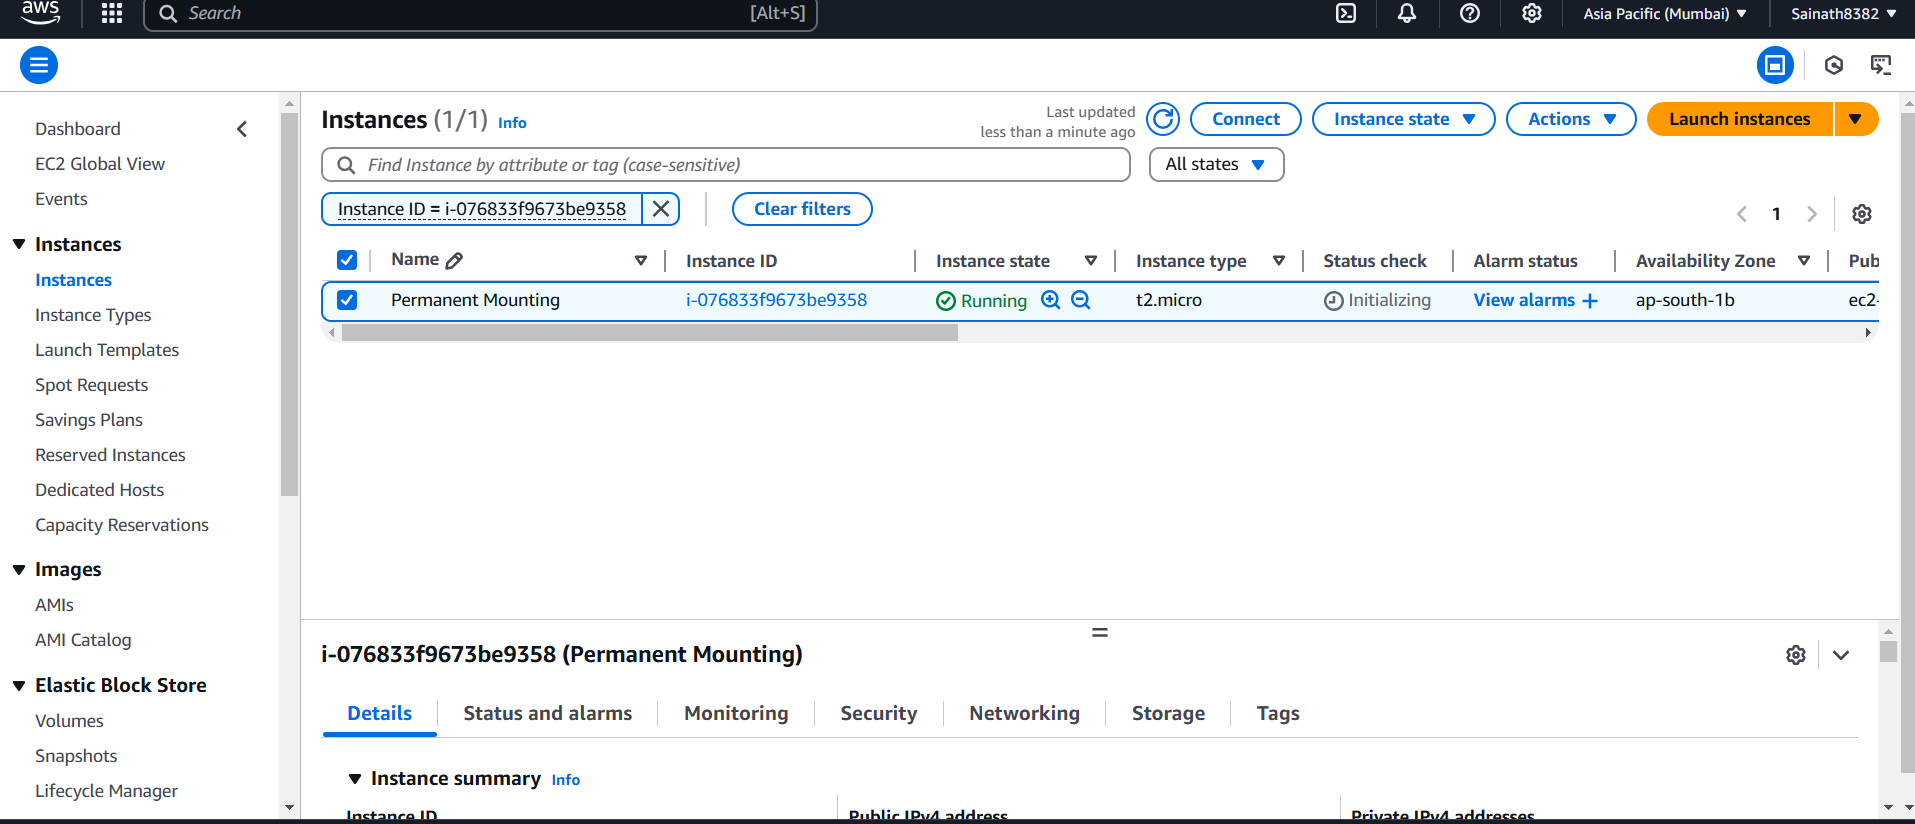 aws
Search [Alt+S]
Asia Pacific (Mumbai)
Sainath8382
Dashboard
EC2 Global View
Events
Instances
Instances
Instance Types
Launch Templates
Spot Requests
Savings Plans
Reserved Instances
Dedicated Hosts
Capacity Reservations
Images
AMIs
AMI Catalog
Elastic Block Store
Volumes
Snapshots
Lifecycle Manager
Instances (1/1) Info
Last updated
less than a minute ago
Connect
Instance state
Actions
Launch instances
Find Instance by attribute or tag (case-sensitive)
All states
Instance ID = i-076833f9673be9358
Clear filters
1
Name Instance ID Instance state Instance type Status check Alarm status Availability Zone Pub
Permanent Mounting i-076833f9673be9358 Running t2.micro Initializing View alarms + ap-south-1b ec2-
i-076833f9673be9358 (Permanent Mounting)
Details Status and alarms Monitoring Security Networking Storage Tags
Instance summary Info
Instance ID Public IPv4 address Private IPv4 addresses